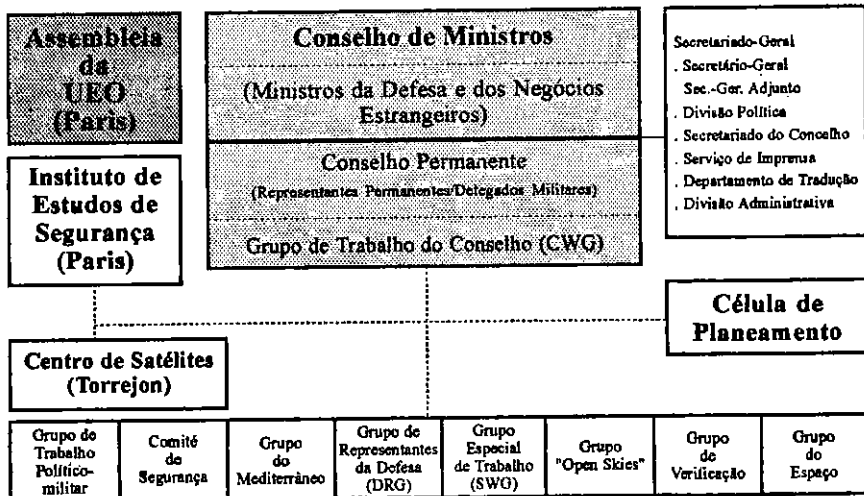 Assembleia
da
UEO
(Paris)
Conselho de Ministros
(Ministros da Defesa e dos Negócios
Estrangeiros)
Secretariado-Geral
. Secretário-Geral
Sec.-Ger. Adjunto
. Divisão Política
. Secretariado do Concelho
. Serviço de Imprensa
. Departamento de Tradução
. Divisão Administrativa
Instituto de
Estudos de
Segurança
(Paris)
Conselho Permanente
(Representantes Permanentes/Delegados Militares)
Grupo de Trabalho do Conselho (CWG)
Célula de
Planeamento
Centro de Satélites
(Torrejon)
Grupo de
Trabalho
Político-
militar
Comité
de
Segurança
Grupo
do
Mediterrâneo
Grupo de
Representantes
da Defesa
(DRG)
Grupo
Especial
de Trabalho
(SWG)
Grupo
"Open Skies"
Grupo
de
Verificação
Grupo
do
Espaço